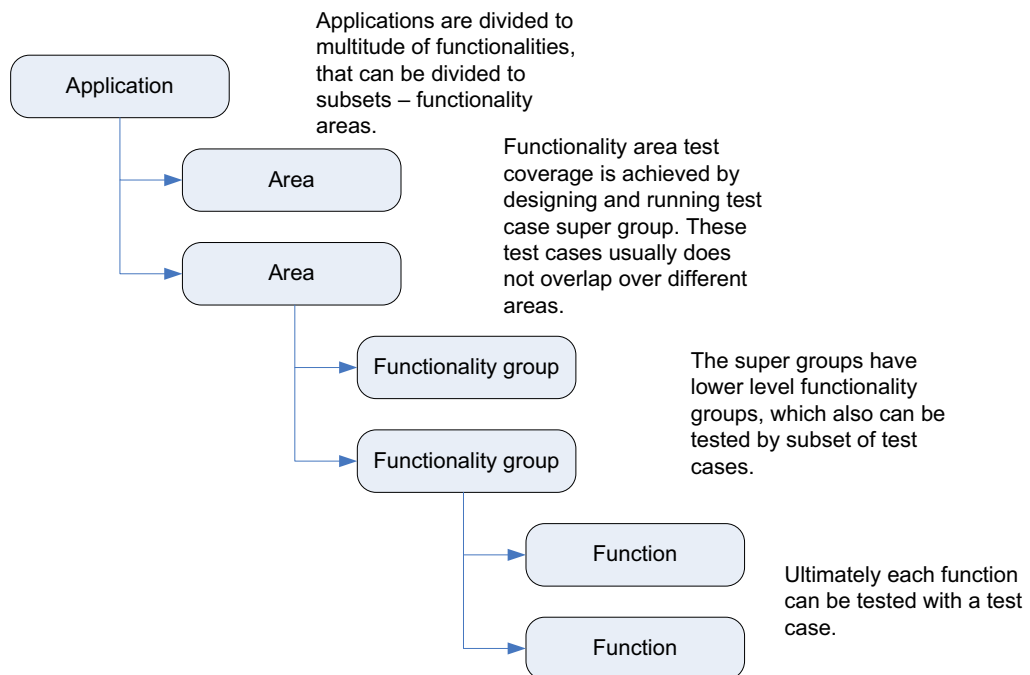 Applications are divided to
multitude of functionalities,
that can be divided to
subsets – functionality
areas.
Application
Functionality area test
coverage is achieved by
designing and running test
case super group. These
test cases usually does
not overlap over different
areas.
Area
Area
The super groups have
lower level functionality
groups, which also can be
tested by subset of test
cases.
Functionality group
Functionality group
Function
Ultimately each function
can be tested with a test
case.
Function